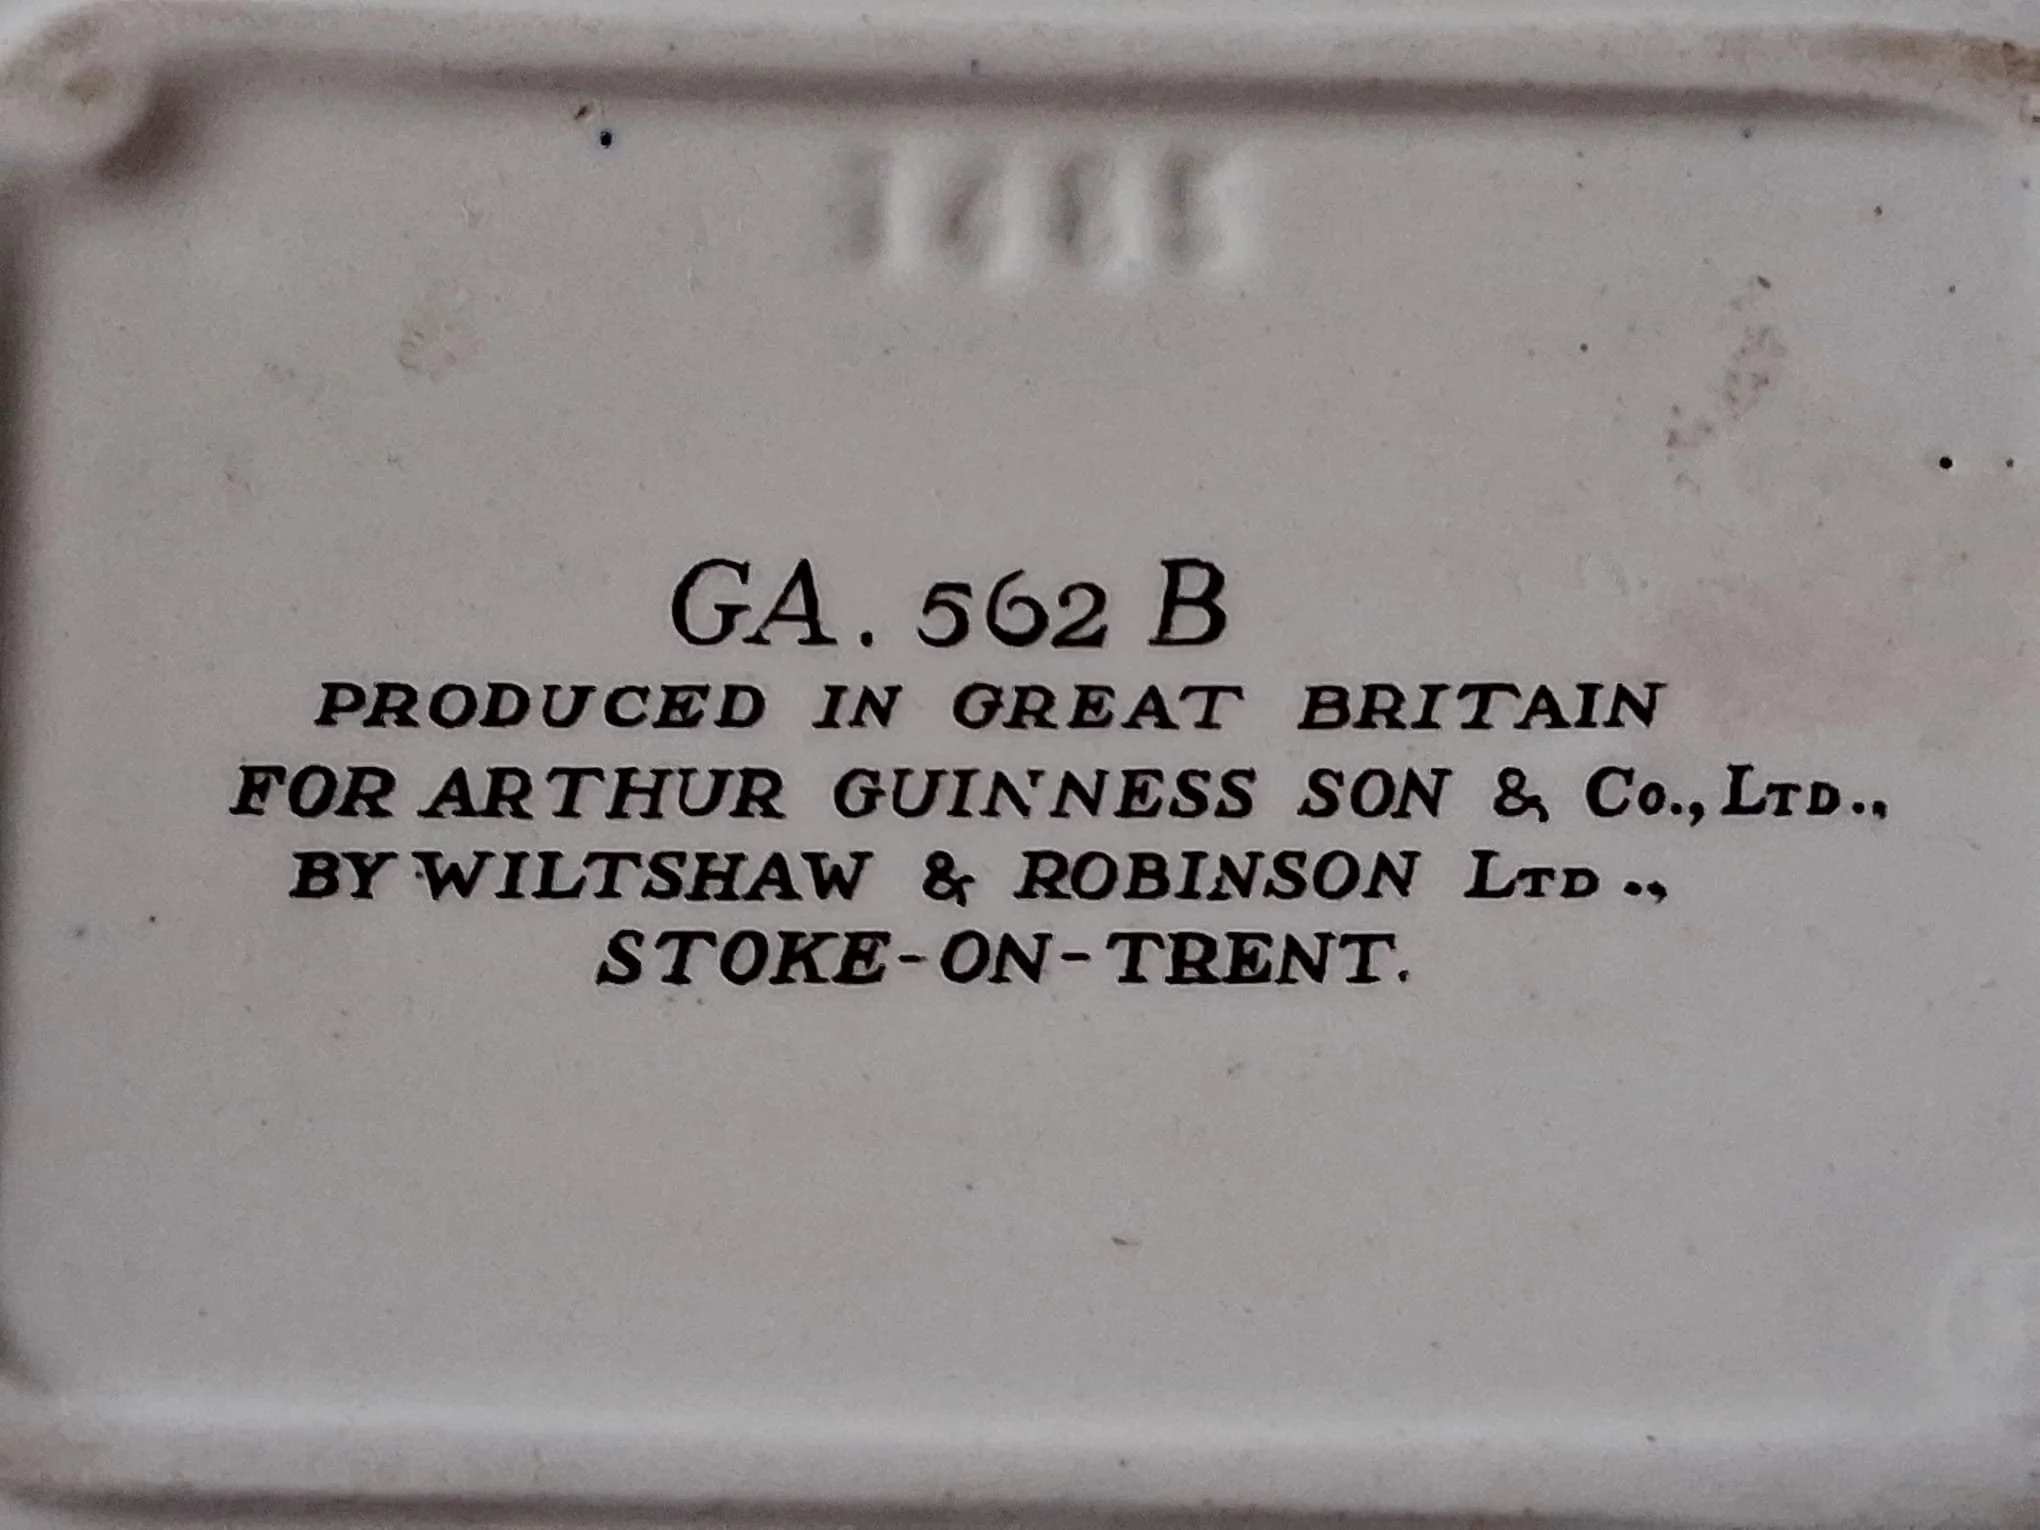 GA. 562 B
PRODUCED IN GREAT BRITAIN
FOR ARTHUR GUINNESS SON & Co., LTD.,
BY WILTSHAW & ROBINSON LTD.,
STOKE-ON-TRENT.